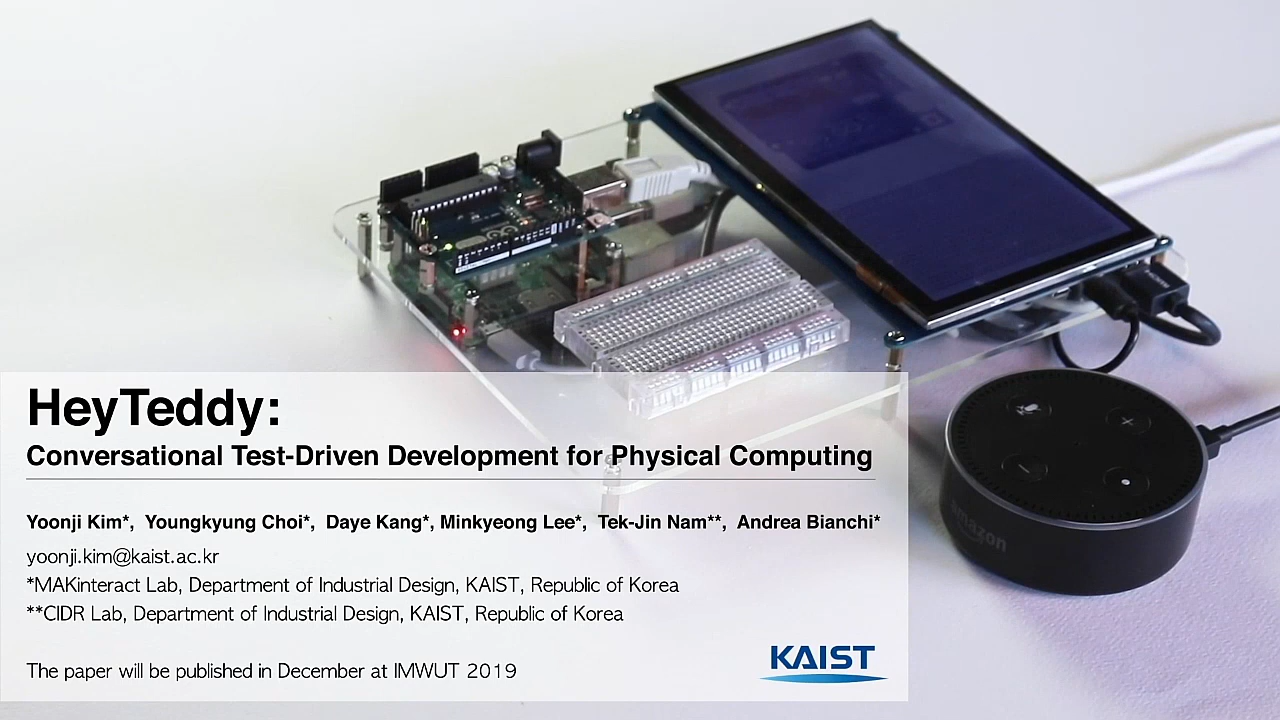 HeyTeddy:
Conversational Test-Driven Development for Physical Computing
Yoonji Kim*, Youngkyung Choi*, Daye Kang*, Minkyeong Lee*, Tek-Jin Nam**, Andrea Bianchi*
yoonji.kim@kaist.ac.kr
*MAKinteract Lab, Department of Industrial Design, KAIST, Republic of Korea
**CIDR Lab, Department of Industrial Design, KAIST, Republic of Korea
The paper will be published in December at IMWUT 2019
KAIST
amazon